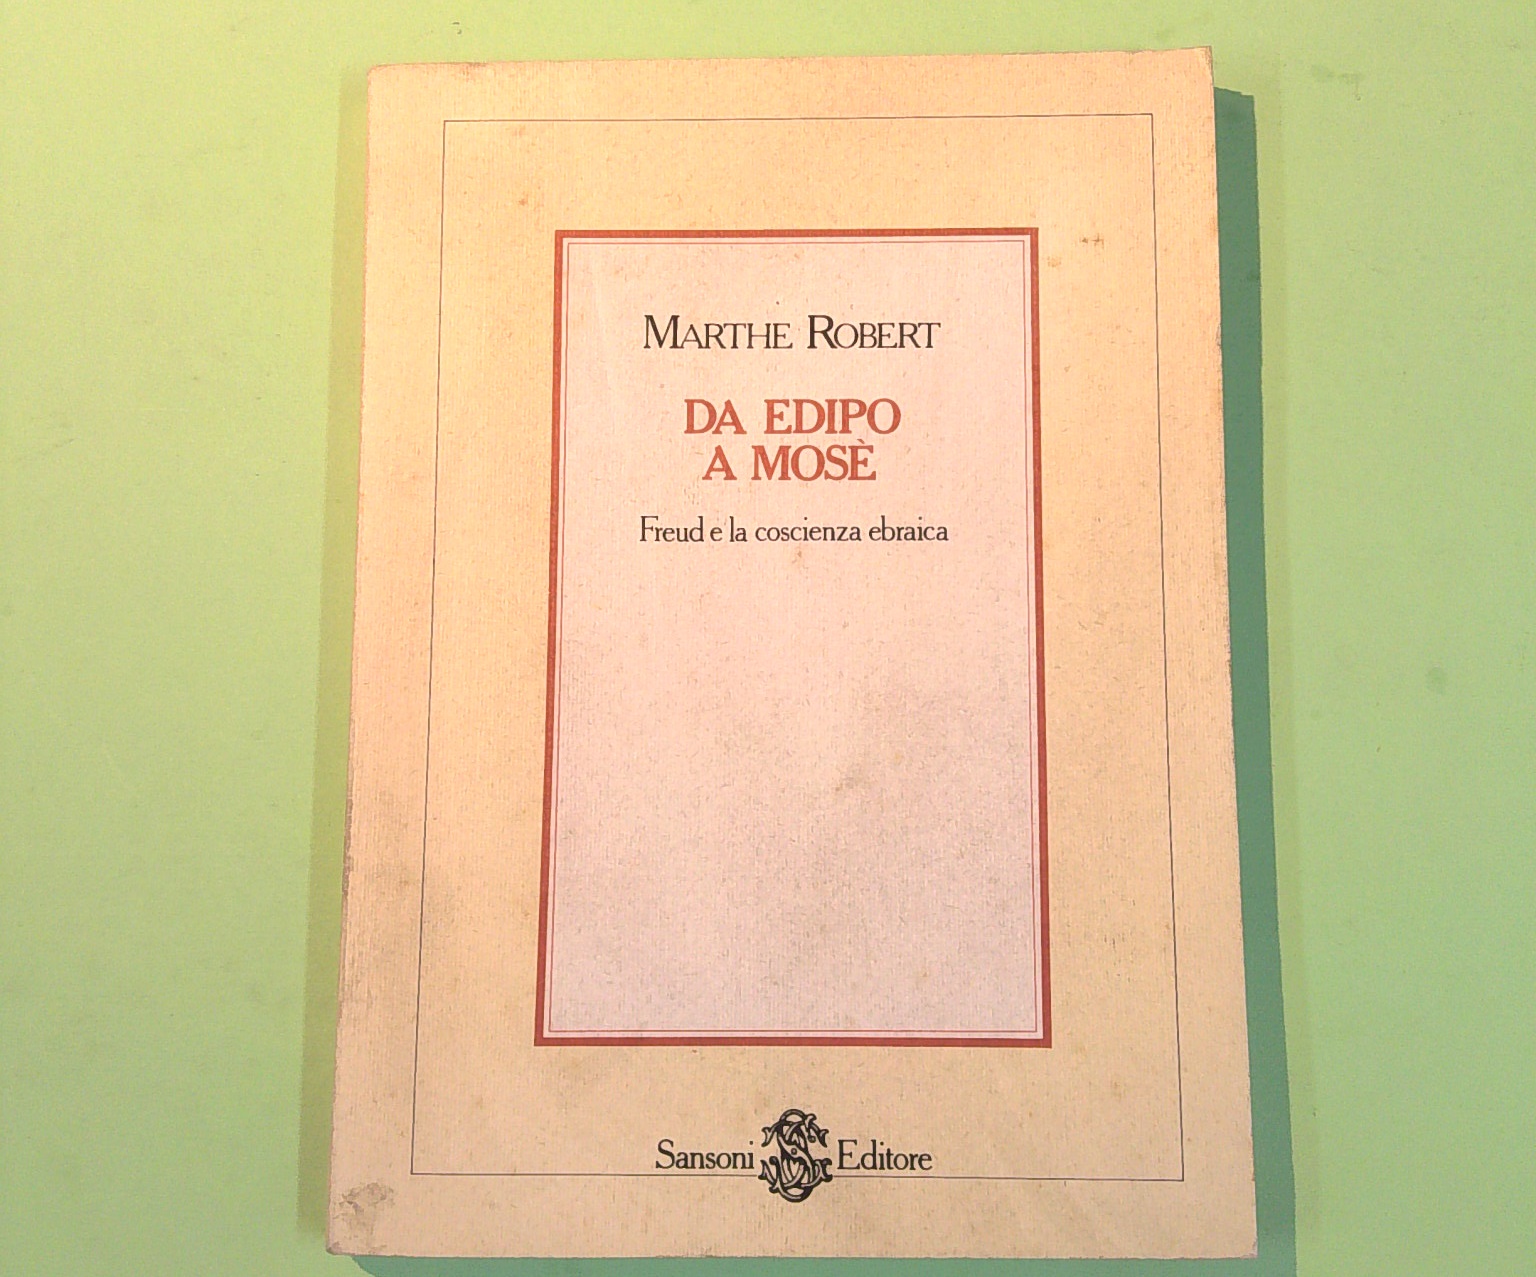 MARTHE ROBERT
DA EDIPO
A MOSÈ
Freud e la coscienza ebraica
Sansoni Editore